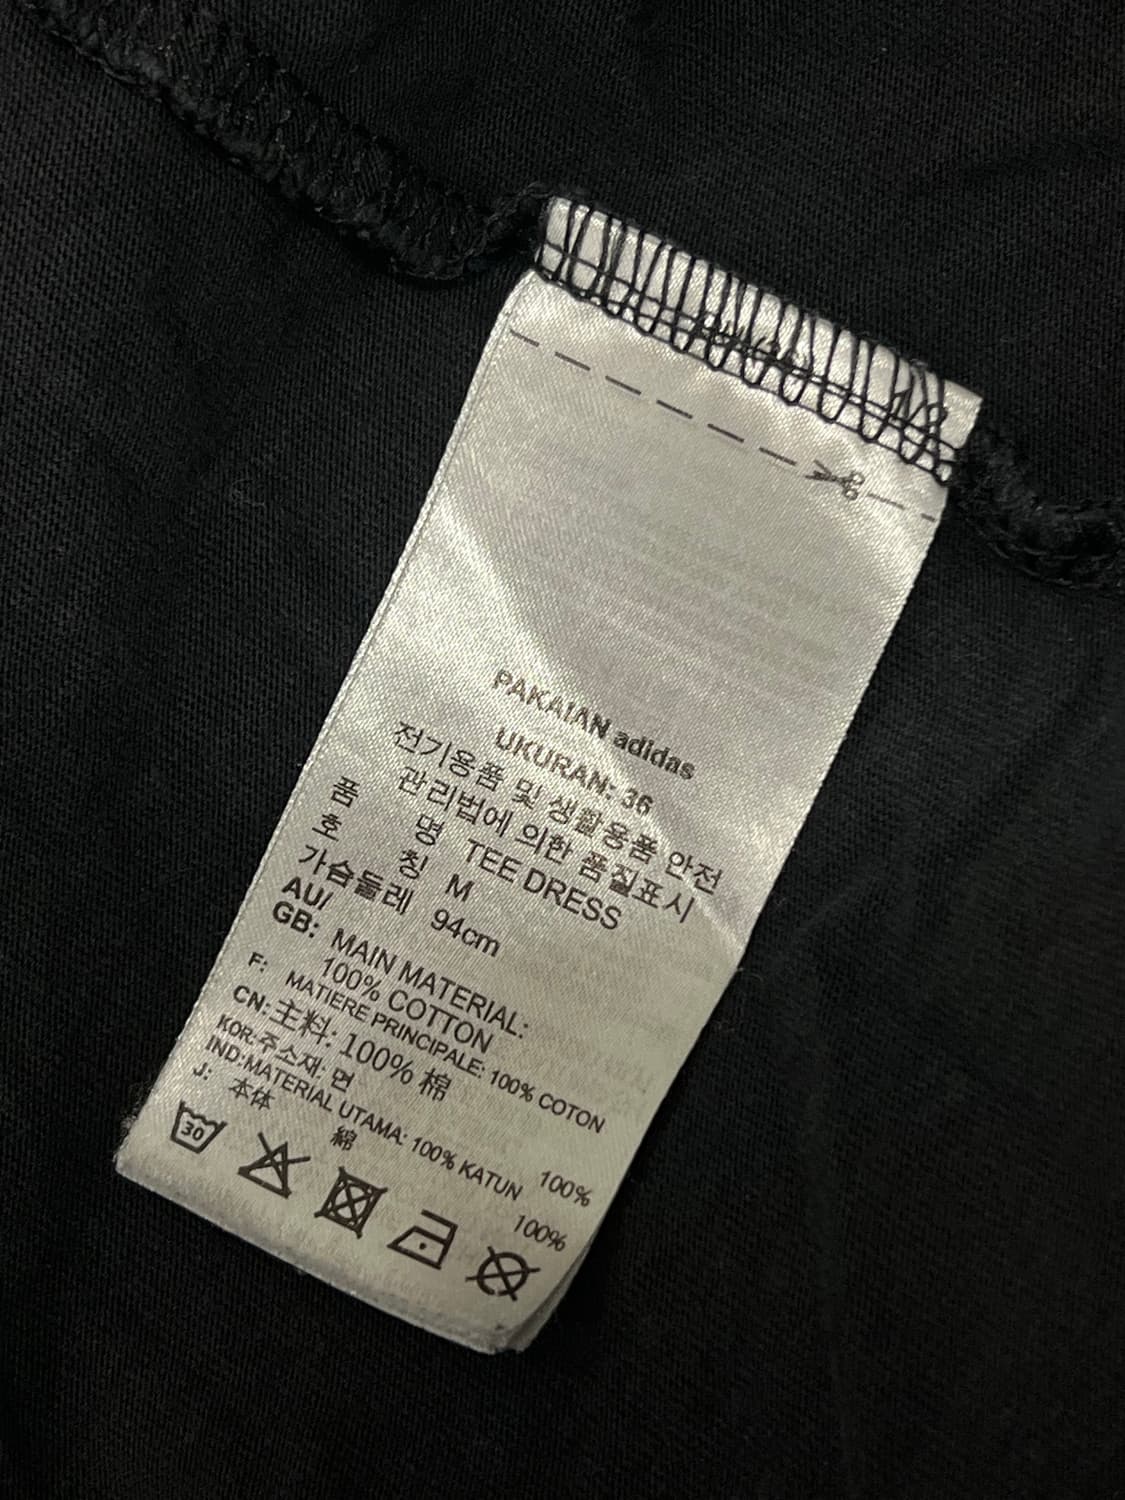 1/2
PAKAIAN adidas
UKURAN: 36
전기용품 및 생활용품 안전
관리법에 의한 품질표시
품 명 TEE DRESS
호 칭 M
가슴둘레 94cm
AU/
GB: MAIN MATERIAL:
100% COTTON
F: MATIERE PRINCIPALE: 100% COTON
CN: 主料: 100% 棉
KOR: 주소재: 면 100%
IND: MATERIAL UTAMA: 100% KATUN
J: 本体 綿 100%
30